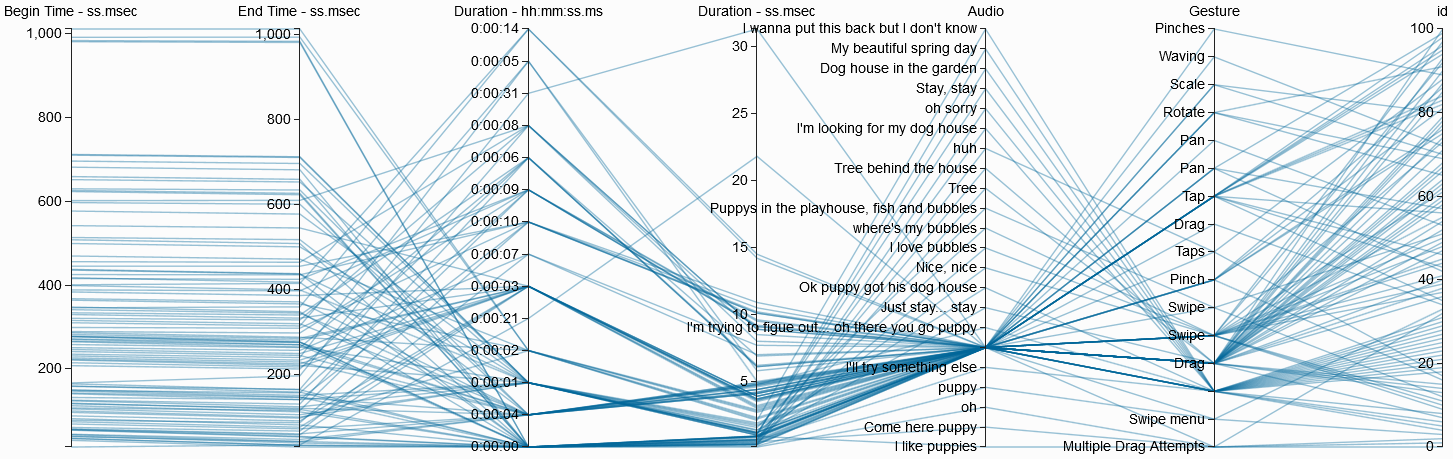 Begin Time - ss.msec
End Time - ss.msec
Duration - hh:mm:ss.ms
Duration - ss.msec
Audio
Gesture
id
1,000
800
600
400
200
1,000
800
600
400
200
0:00:14
0:00:05
0:00:31
0:00:08
0:00:06
0:00:09
0:00:10
0:00:07
0:00:03
0:00:21
0:00:02
0:00:01
0:00:04
0:00:00
30
25
20
15
10
5
I wanna put this back but I don't know
My beautiful spring day
Dog house in the garden
Stay, stay
oh sorry
I'm looking for my dog house
huh
Tree behind the house
Tree
Puppys in the playhouse, fish and bubbles
where's my bubbles
I love bubbles
Nice, nice
Ok puppy got his dog house
Just stay... stay
I'm trying to figue out... oh there you go puppy
I'll try something else
puppy
oh
Come here puppy
I like puppies
Pinches
Waving
Scale
Rotate
Pan
Pan
Tap
Drag
Taps
Pinch
Swipe
Swipe
Drag
Swipe menu
Multiple Drag Attempts
100
80
60
40
20
0